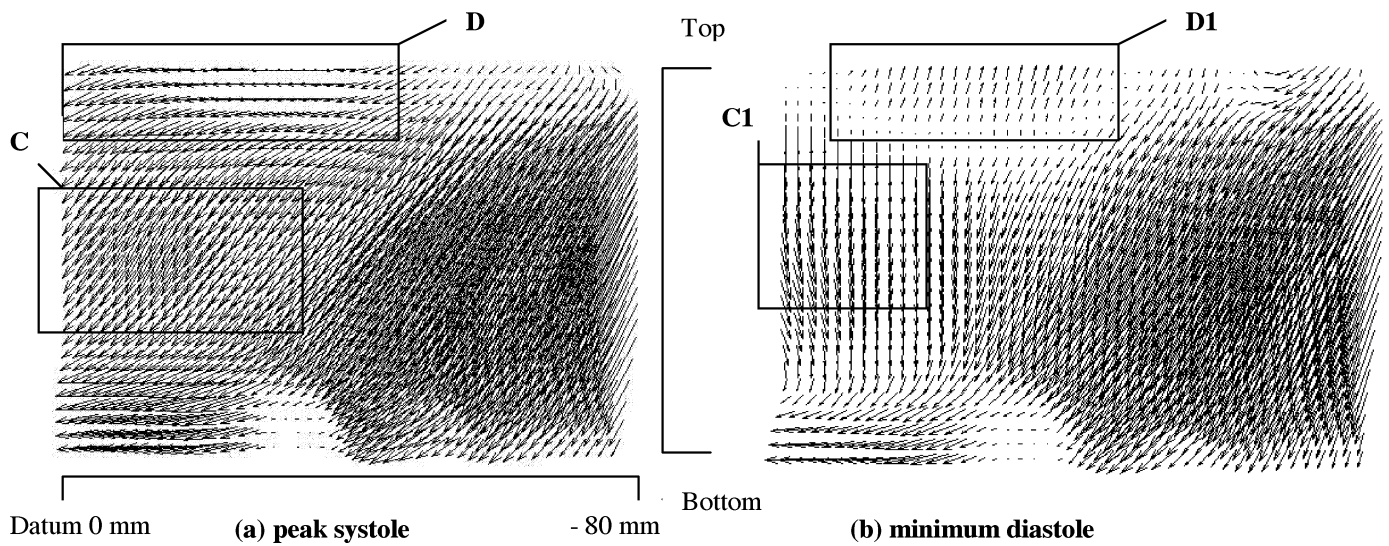 D
Top
D1
C
C1
Bottom
Datum 0 mm
(a) peak systole
- 80 mm
(b) minimum diastole